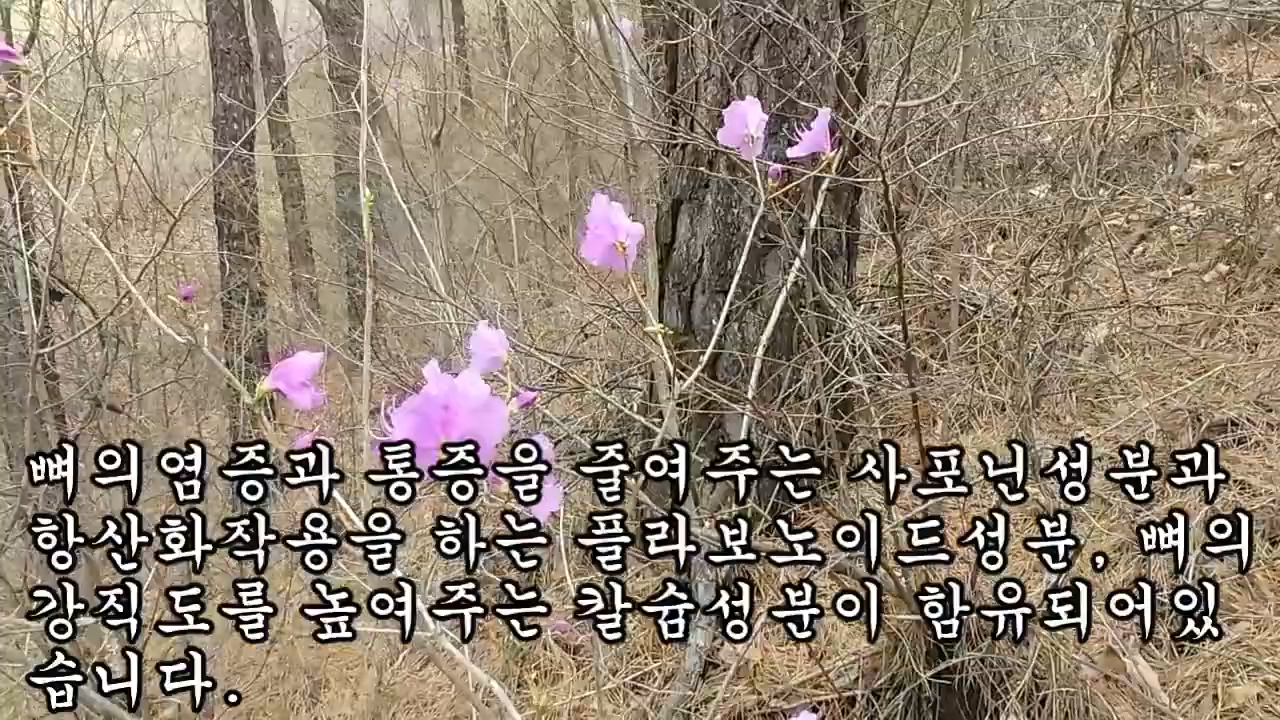 뼈의염증과 통증을 줄여주는 사포닌성분과
항산화작용을 하는 플라보노이드성분, 뼈의
강직도를 높여주는 칼슘성분이 함유되어있
습니다.